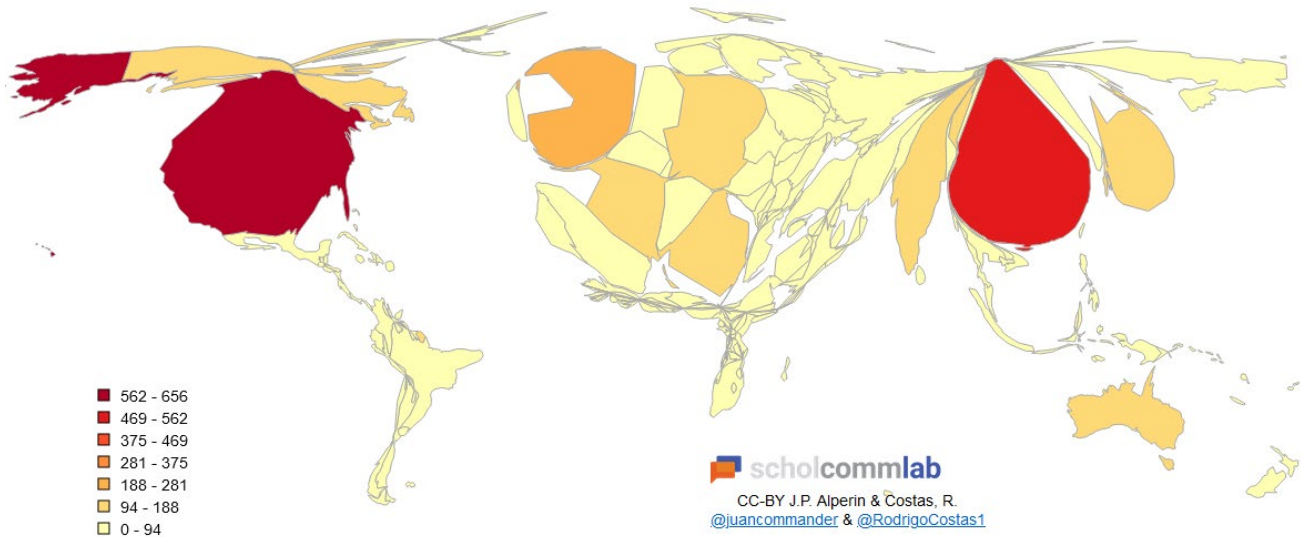 562 - 656
469 - 562
375 - 469
281 - 375
188 - 281
94 - 188
0 - 94
scholcommlab
CC-BY J.P. Alperin & Costas, R.
@juancommander & @RodrigoCostas1